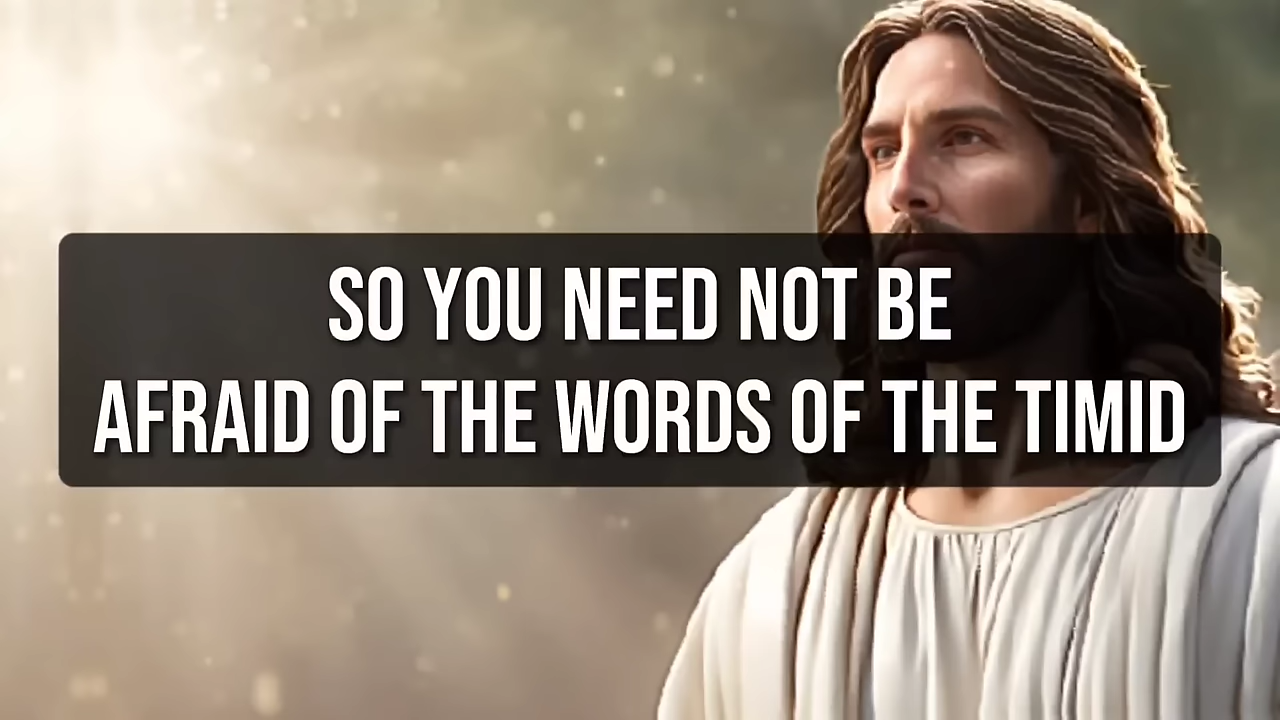 SO YOU NEED NOT BE
AFRAID OF THE WORDS OF THE TIMID